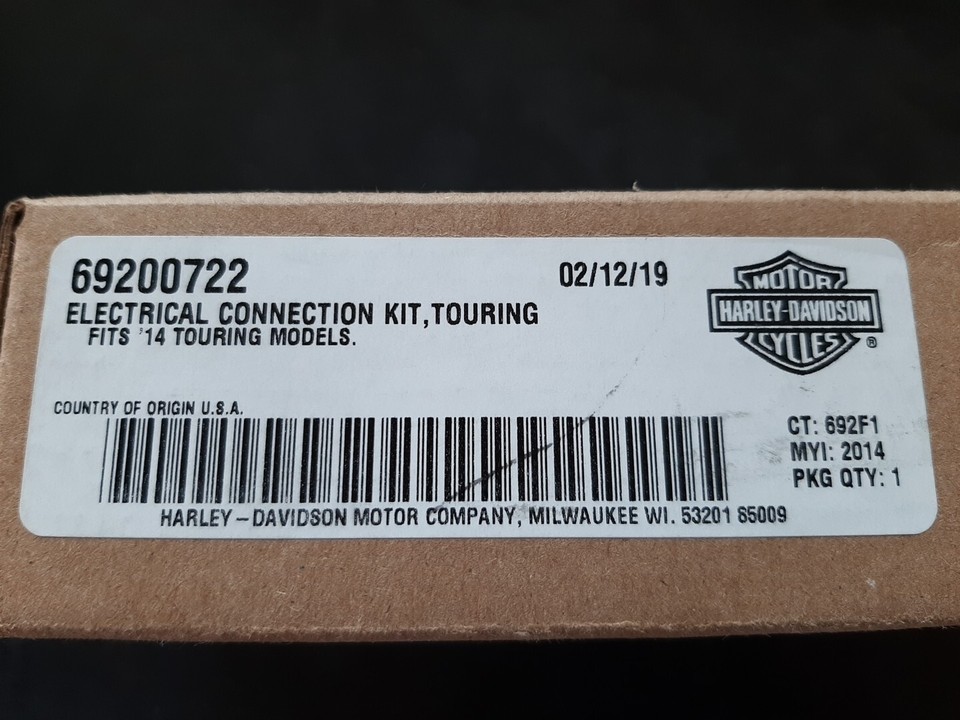 69200722
02/12/19
ELECTRICAL CONNECTION KIT,TOURING
FITS '14 TOURING MODELS.
MOTOR
HARLEY-DAVIDSON
CYCLES
®
COUNTRY OF ORIGIN U.S.A.
CT: 692F1
MYI: 2014
PKG QTY: 1
HARLEY-DAVIDSON MOTOR COMPANY, MILWAUKEE WI. 53201 85009